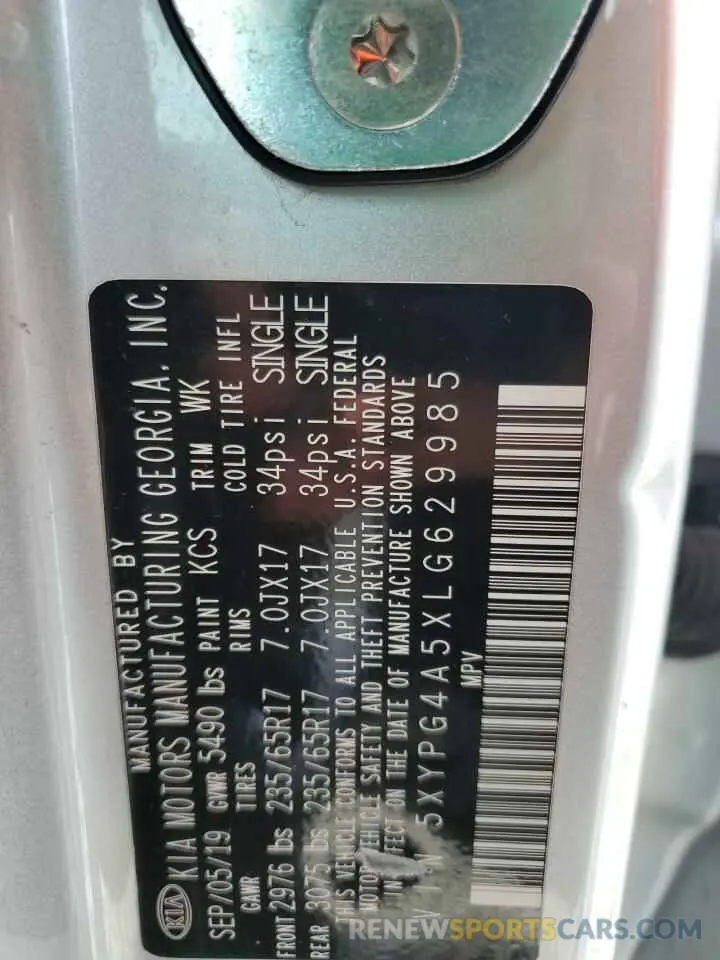 MANUFACTURED BY
KIA KIA MOTORS MANUFACTURING GEORGIA, INC.
SEP/05/19 GVWR 5490 lbs PAINT KCS TRIM WK
GAWR TIRES RIMS COLD TIRE INFL
FRONT 2976 lbs 235/65R17 7.0JX17 34psi SINGLE
REAR 3075 lbs 235/65R17 7.0JX17 34psi SINGLE
THIS VEHICLE CONFORMS TO ALL APPLICABLE U.S.A. FEDERAL
MOTOR VEHICLE SAFETY AND THEFT PREVENTION STANDARDS
IN EFFECT ON THE DATE OF MANUFACTURE SHOWN ABOVE
VIN 5XYPG4A5XLG629985
MPV
RENEWSPORTSCARS.COM